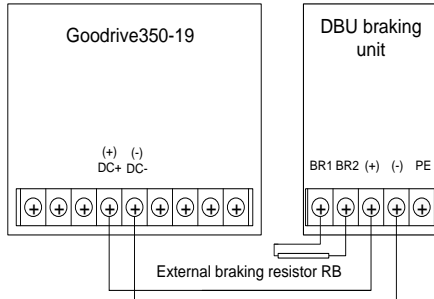 Goodrive350-19
DBU braking
unit
(+) (-)
DC+ DC-
BR1 BR2 (+) (-) PE
External braking resistor RB